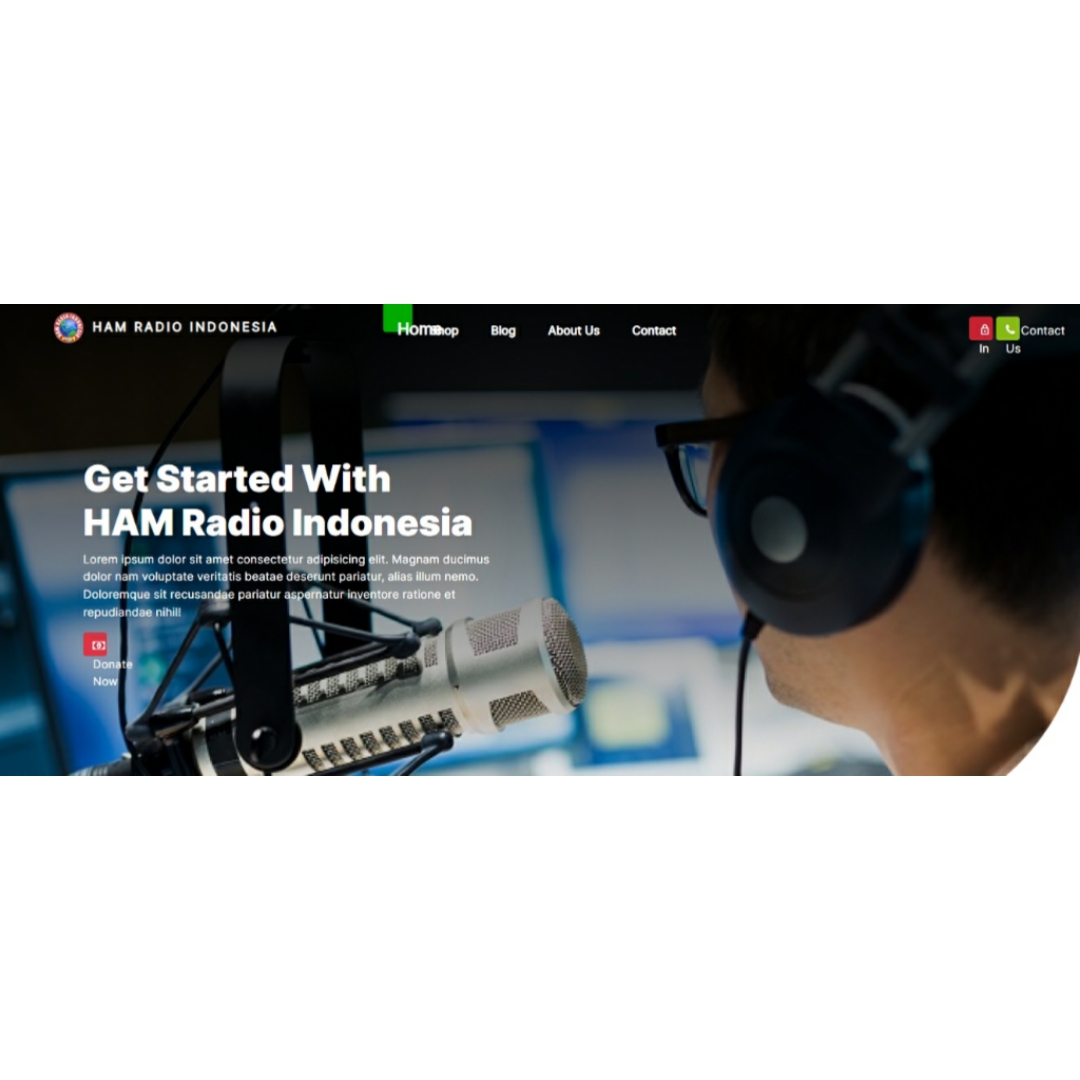 HAM RADIO INDONESIA
Home Shop Blog About Us Contact
Contact
In Us
Get Started With
HAM Radio Indonesia
Lorem ipsum dolor sit amet consectetur adipisicing elit. Magnam ducimus
dolor nam voluptate veritatis beatae deserunt pariatur, alias illum nemo.
Doloremque sit recusandae pariatur aspernatur inventore ratione et
repudiandae nihil!
Donate
Now